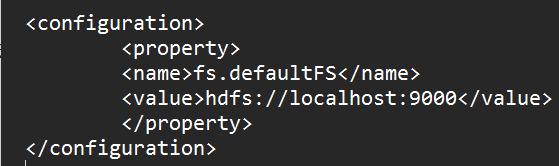 <configuration>
<property>
<name>fs.defaultFS</name>
<value>hdfs://localhost:9000</value>
</property>
</configuration>